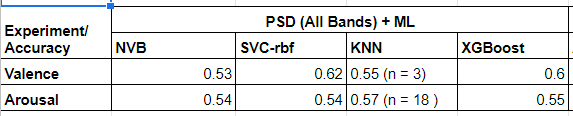 PSD (All Bands) + ML
Experiment/
Accuracy NVB SVC-rbf KNN XGBoost
Valence 0.53 0.62 0.55 (n = 3) 0.6
Arousal 0.54 0.54 0.57 (n = 18 ) 0.55